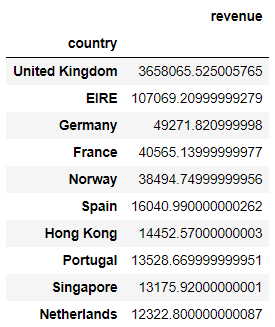 revenue
country
United Kingdom 3658065.525005765
EIRE 107069.20999999279
Germany 49271.820999998
France 40565.13999999977
Norway 38494.74999999956
Spain 16040.990000000262
Hong Kong 14452.57000000003
Portugal 13528.669999999951
Singapore 13175.92000000001
Netherlands 12322.800000000087